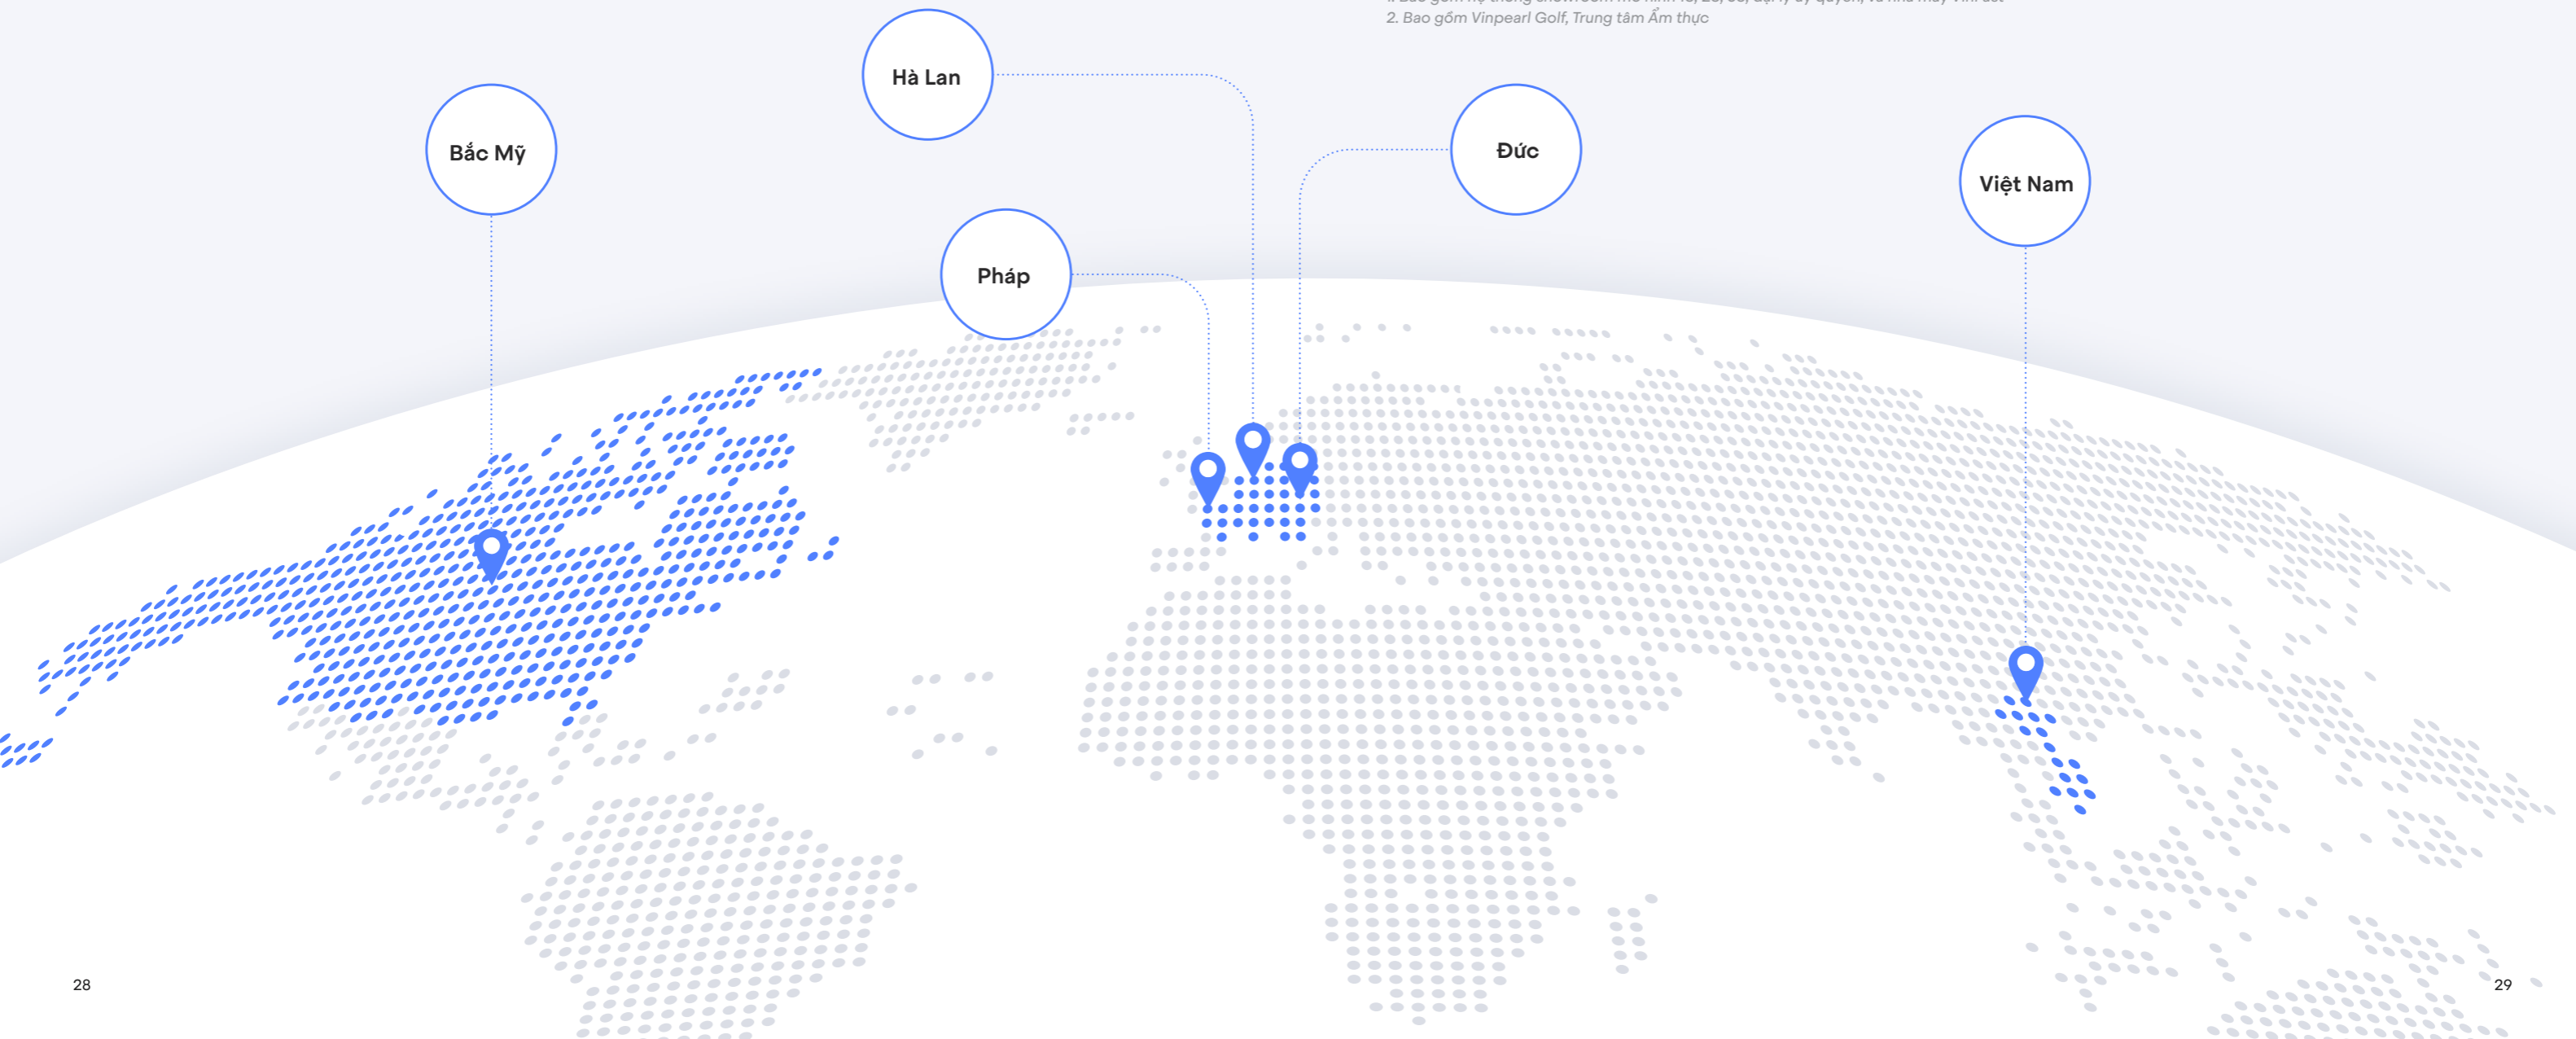 2. Bao gồm Vinpearl Golf, Trung tâm Ẩm thực
Hà Lan
Bắc Mỹ
Đức
Việt Nam
Pháp
28
29